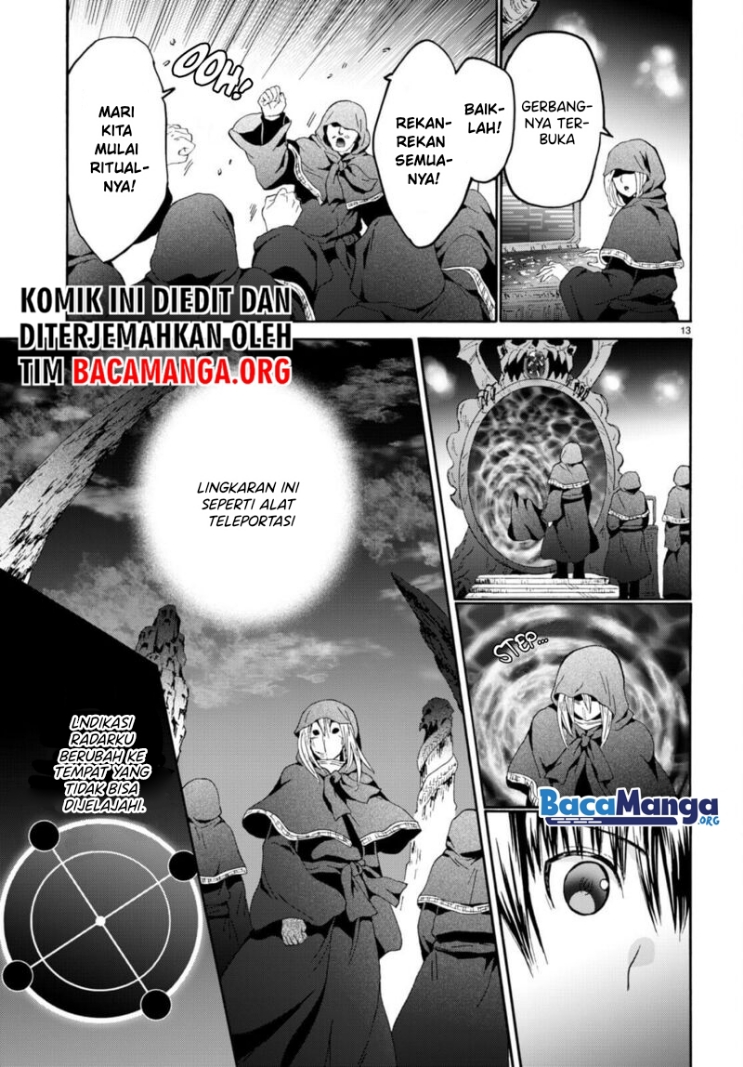 GERBANG-
NYA TER-
BUKA
BAIK-
LAH!
REKAN-
REKAN
SEMUA-
NYA!
OOH!
MARI
KITA
MULAI
RITUAL-
NYA!
KOMIK INI DIEDIT DAN
DITERJEMAHKAN OLEH
TIM BACAMANGA.ORG
13
LINGKARAN INI
SEPERTI ALAT
TELEPORTASI
STEP...
LNDIKASI
RADARKU
BERUBAH KE
TEMPAT YANG
TIDAK BISA
DIJELAJAHI.
BACAMANGA
.ORG